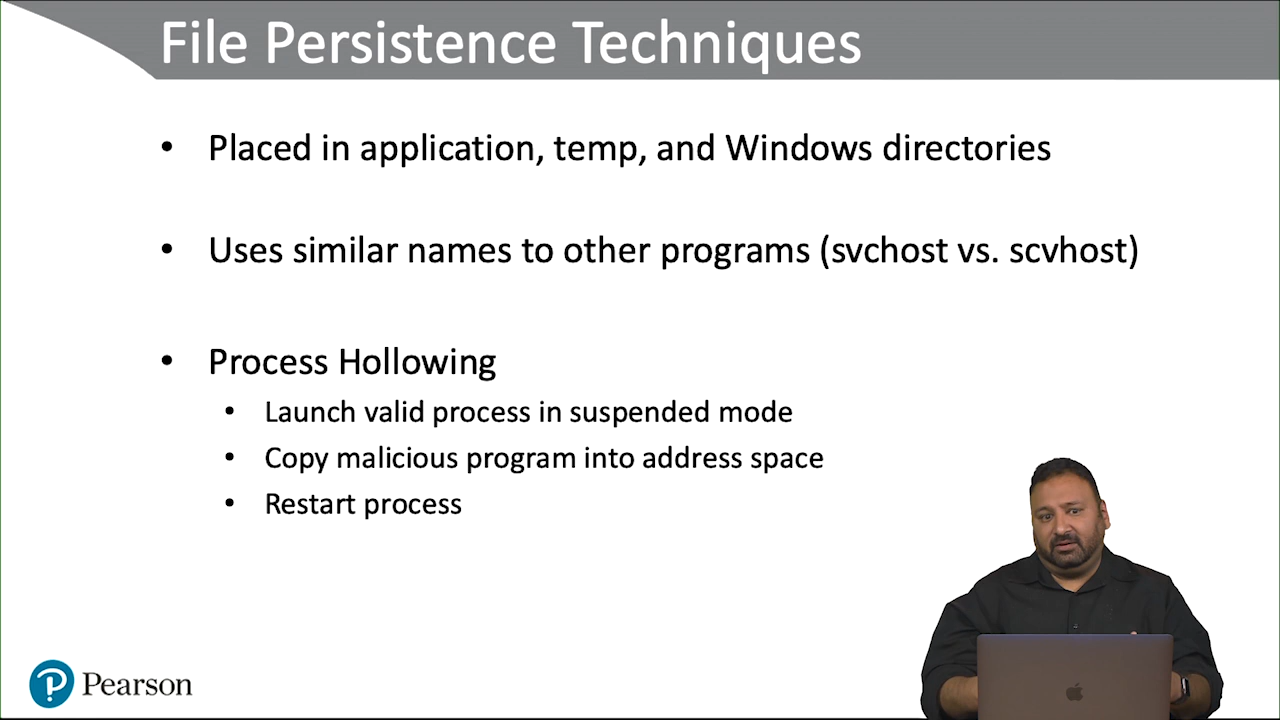 File Persistence Techniques
• Placed in application, temp, and Windows directories
• Uses similar names to other programs (svchost vs. scvhost)
• Process Hollowing
• Launch valid process in suspended mode
• Copy malicious program into address space
• Restart process
Pearson